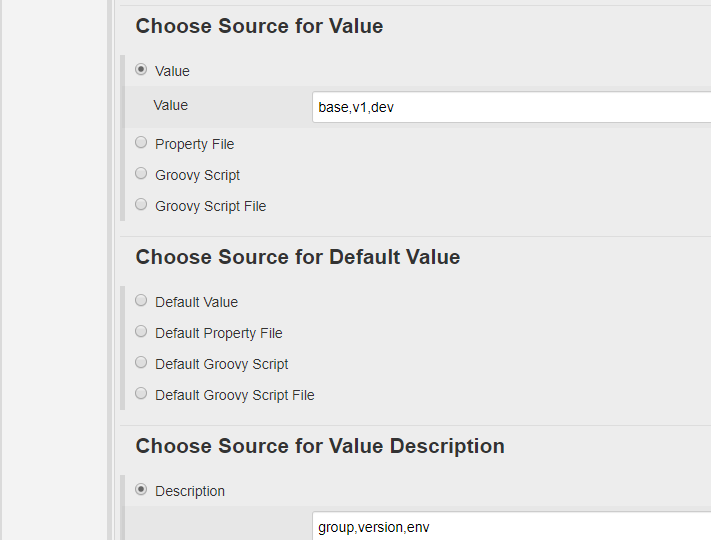 Choose Source for Value
Value
Value base,v1,dev
Property File
Groovy Script
Groovy Script File
Choose Source for Default Value
Default Value
Default Property File
Default Groovy Script
Default Groovy Script File
Choose Source for Value Description
Description
group,version,env